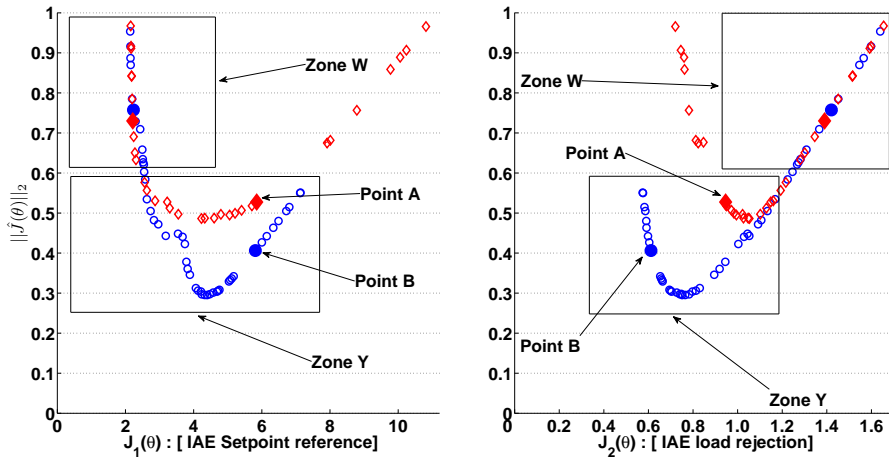 ||Ĵ(θ)||₂
1
0.9
0.8
0.7
0.6
0.5
0.4
0.3
0.2
0.1
0
Zone W
Point A
Point B
Zone Y
0 2 4 6 8 10
J₁(θ) : [ IAE Setpoint reference]
1
0.9
0.8
0.7
0.6
0.5
0.4
0.3
0.2
0.1
0
Zone W
Point A
Point B
Zone Y
0 0.2 0.4 0.6 0.8 1.0 1.2 1.4 1.6
J₂(θ) : [ IAE load rejection]